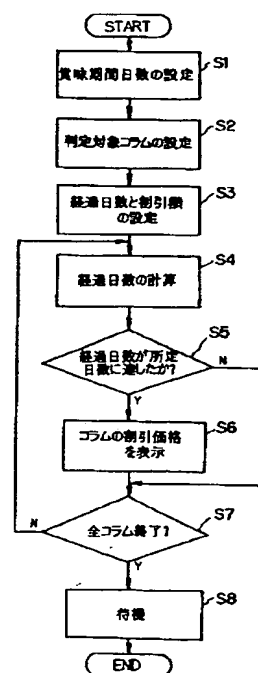 START
賞味期間日数の設定
S1
判定対象コラムの設定
S2
経過日数と割引額
の設定
S3
経過日数の計算
S4
経過日数が所定
日数に達したか?
S5
N
Y
コラムの割引価格
を表示
S6
全コラム終了?
S7
N
Y
待機
S8
END